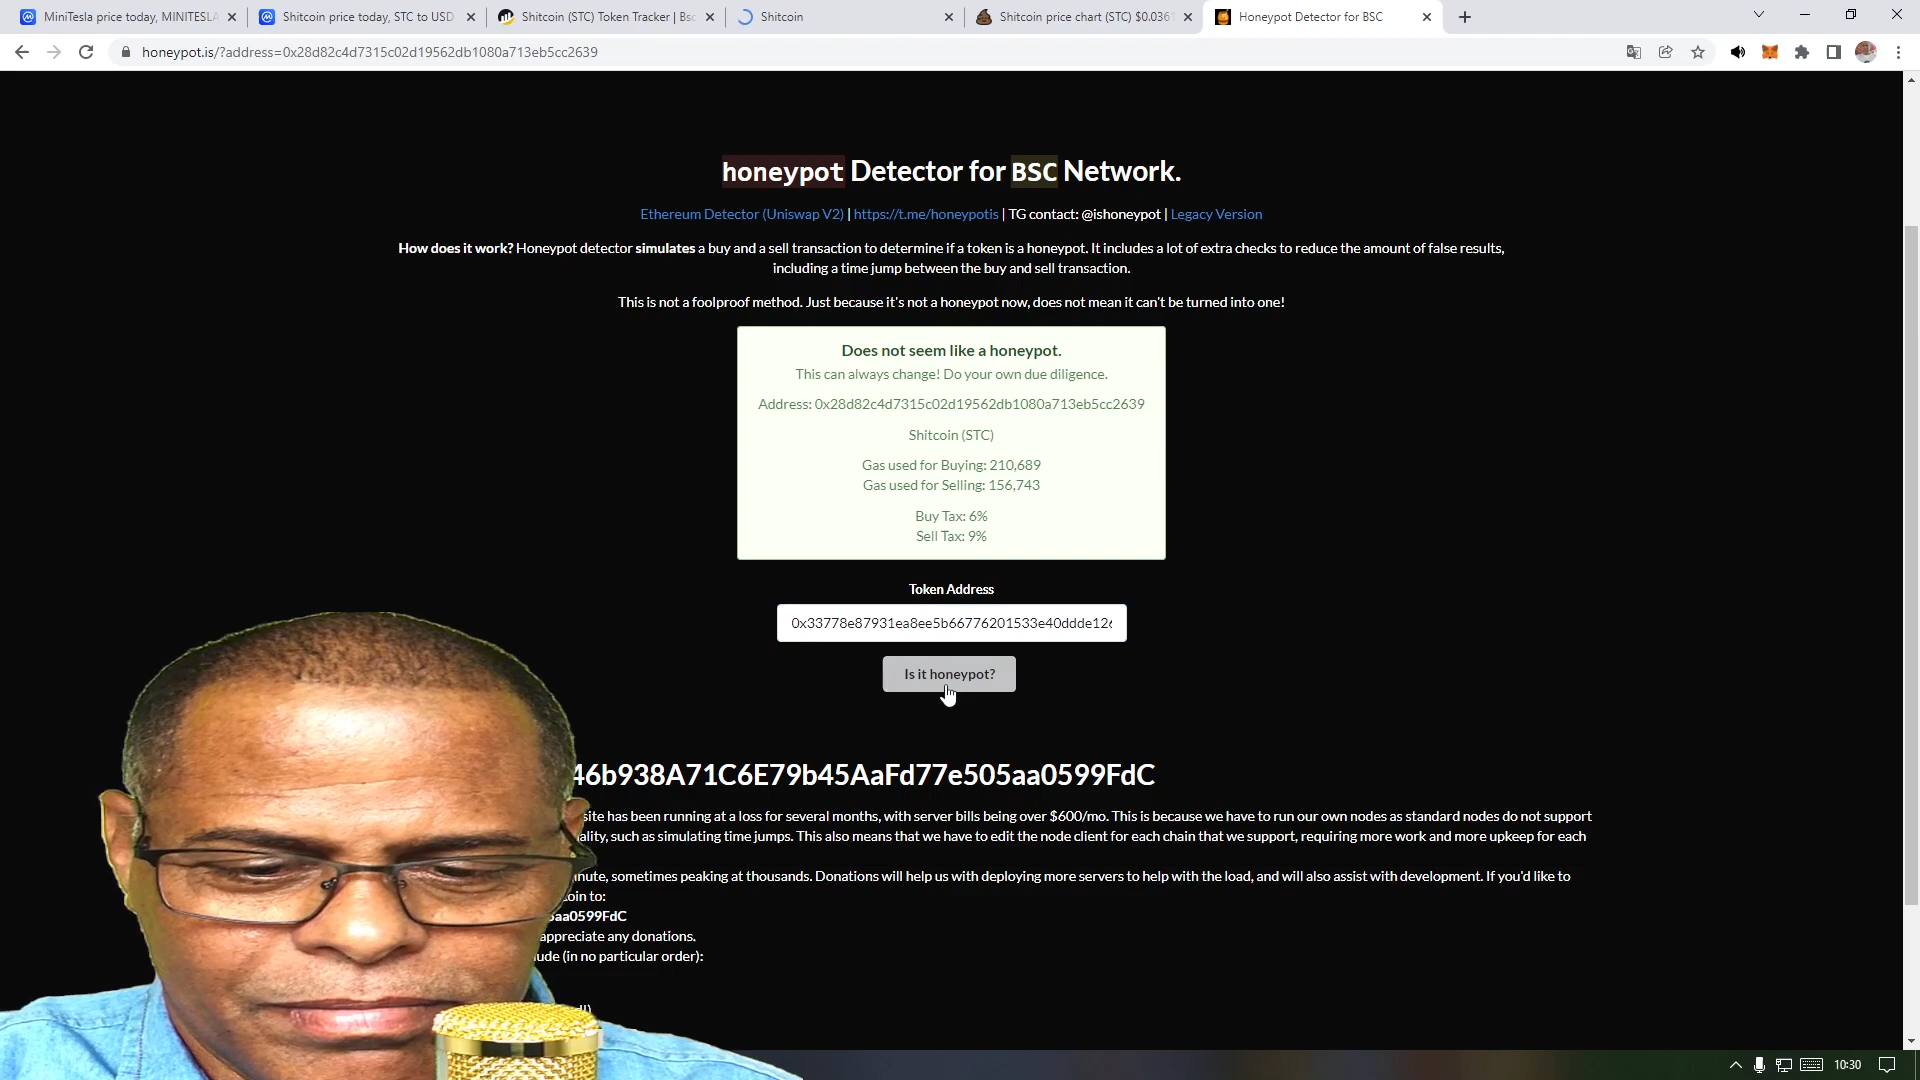 MiniTesla price today, MINITESLA
Shitcoin price today, STC to USD
Shitcoin (STC) Token Tracker | Bsc
Shitcoin
Shitcoin price chart (STC) $0.036
Honeypot Detector for BSC
honeypot.is/?address=0x28d82c4d7315c02d19562db1080a713eb5cc2639
honeypot Detector for BSC Network.
Ethereum Detector (Uniswap V2) | https://t.me/honeypotis | TG contact: @ishoneypot | Legacy Version
How does it work? Honeypot detector simulates a buy and a sell transaction to determine if a token is a honeypot. It includes a lot of extra checks to reduce the amount of false results,
including a time jump between the buy and sell transaction.
This is not a foolproof method. Just because it's not a honeypot now, does not mean it can't be turned into one!
Does not seem like a honeypot.
This can always change! Do your own due diligence.
Address: 0x28d82c4d7315c02d19562db1080a713eb5cc2639
Shitcoin (STC)
Gas used for Buying: 210,689
Gas used for Selling: 156,743
Buy Tax: 6%
Sell Tax: 9%
Token Address
0x33778e87931ea8ee5b66776201533e40ddde126
Is it honeypot?
46b938A71C6E79b45AaFd77e505aa0599FdC
site has been running at a loss for several months, with server bills being over $600/mo. This is because we have to run our own nodes as standard nodes do not support
ality, such as simulating time jumps. This also means that we have to edit the node client for each chain that we support, requiring more work and more upkeep for each
inute, sometimes peaking at thousands. Donations will help us with deploying more servers to help with the load, and will also assist with development. If you'd like to
coin to:
5aa0599FdC
appreciate any donations.
ude (in no particular order):
10:30